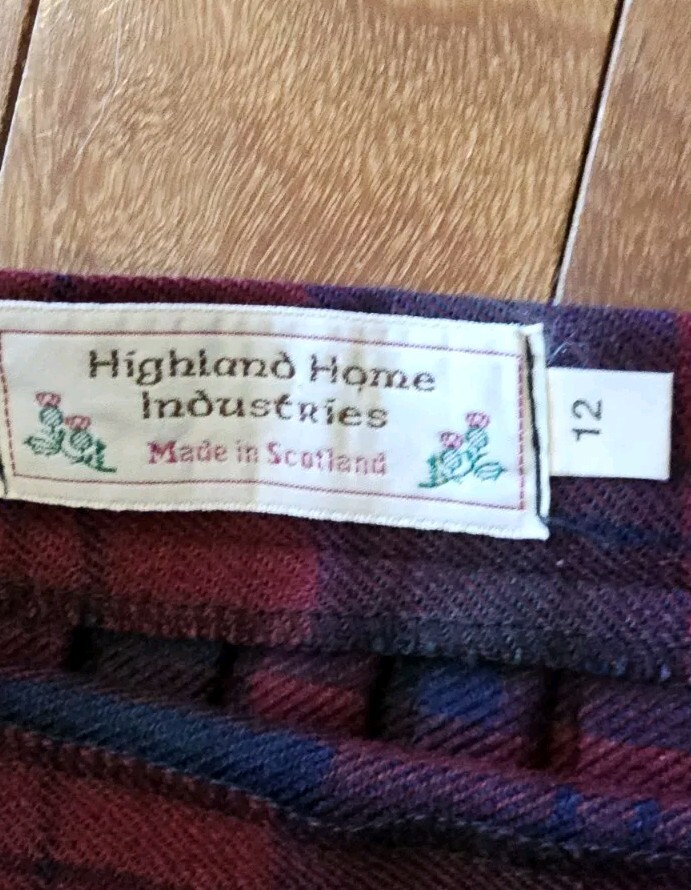 Highland Home
Industries
Made in Scotland
12